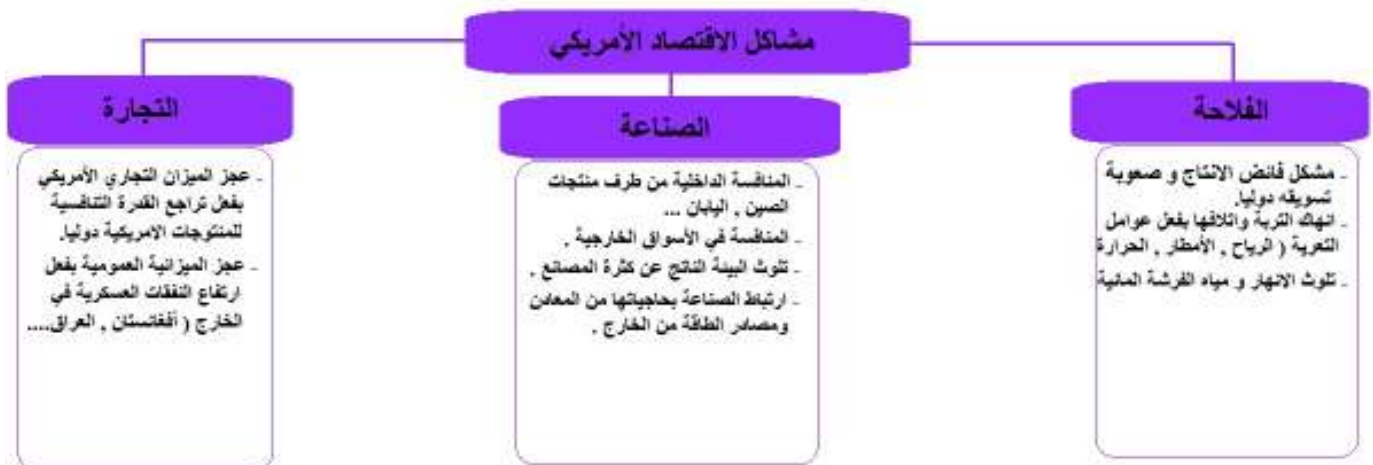 مشاكل الاقتصاد الأمريكي
الفلاحة
- مشكل فائض الانتاج و صعوبة
تسويقه دوليا.
- انهاك التربة واتلافها بفعل عوامل
التعرية ( الرياح , الأمطار , الحرارة
- تلوث الانهار و مياه الفرشة المائية
الصناعة
- المنافسة الداخلية من طرف منتجات
الصين , اليابان ...
- المنافسة في الأسواق الخارجية .
- تلوث البيئة الناتج عن كثرة المصانع .
- ارتباط الصناعة بحاجياتها من المعادن
ومصادر الطاقة من الخارج .
التجارة
- عجز الميزان التجاري الأمريكي
بفعل تراجع القدرة التنافسية
للمنتوجات الامريكية دوليا.
- عجز الميزانية العمومية بفعل
ارتفاع النفقات العسكرية في
الخارج ( أفغانستان , العراق....